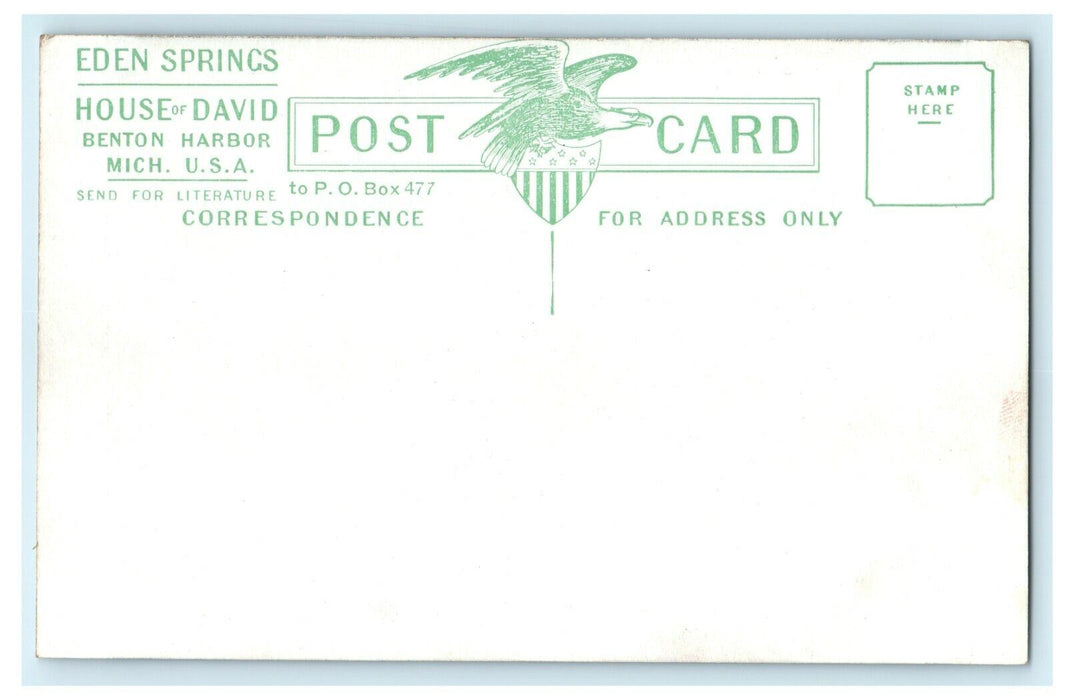 EDEN SPRINGS
HOUSE OF DAVID
BENTON HARBOR
MICH. U.S.A.
SEND FOR LITERATURE to P. O. Box 477
POST CARD
CORRESPONDENCE
FOR ADDRESS ONLY
STAMP
HERE